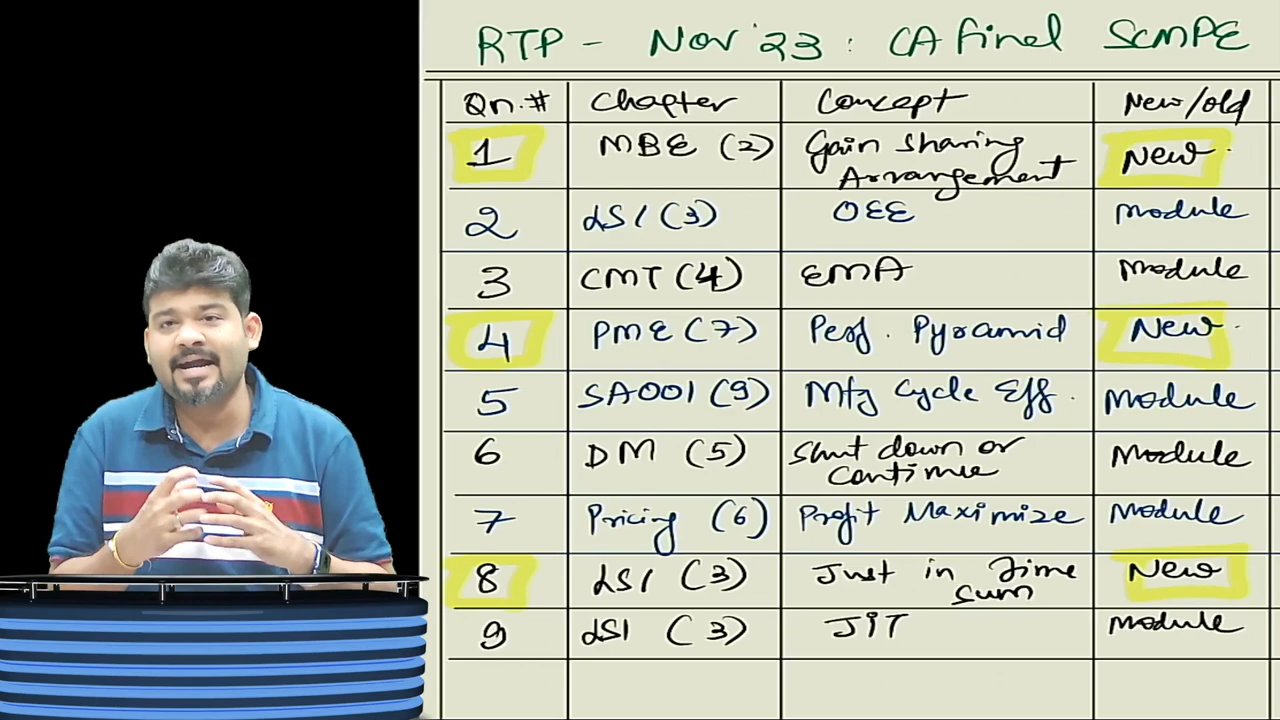 RTP - Nov'23 : CA Final SCMPE
Qn.# Chapter Concept New/old
1 MBE (2) Gain Sharing Arrangement New
2 LSI (3) OEE Module
3 CMT (4) EMA Module
4 PME (7) Perf. Pyramid New
5 SA001 (9) Mfg Cycle Eff. Module
6 DM (5) Shut down or Continue Module
7 Pricing (6) Profit Maximize Module
8 LSI (3) Just in Time Sum New
9 LSI (3) JIT Module